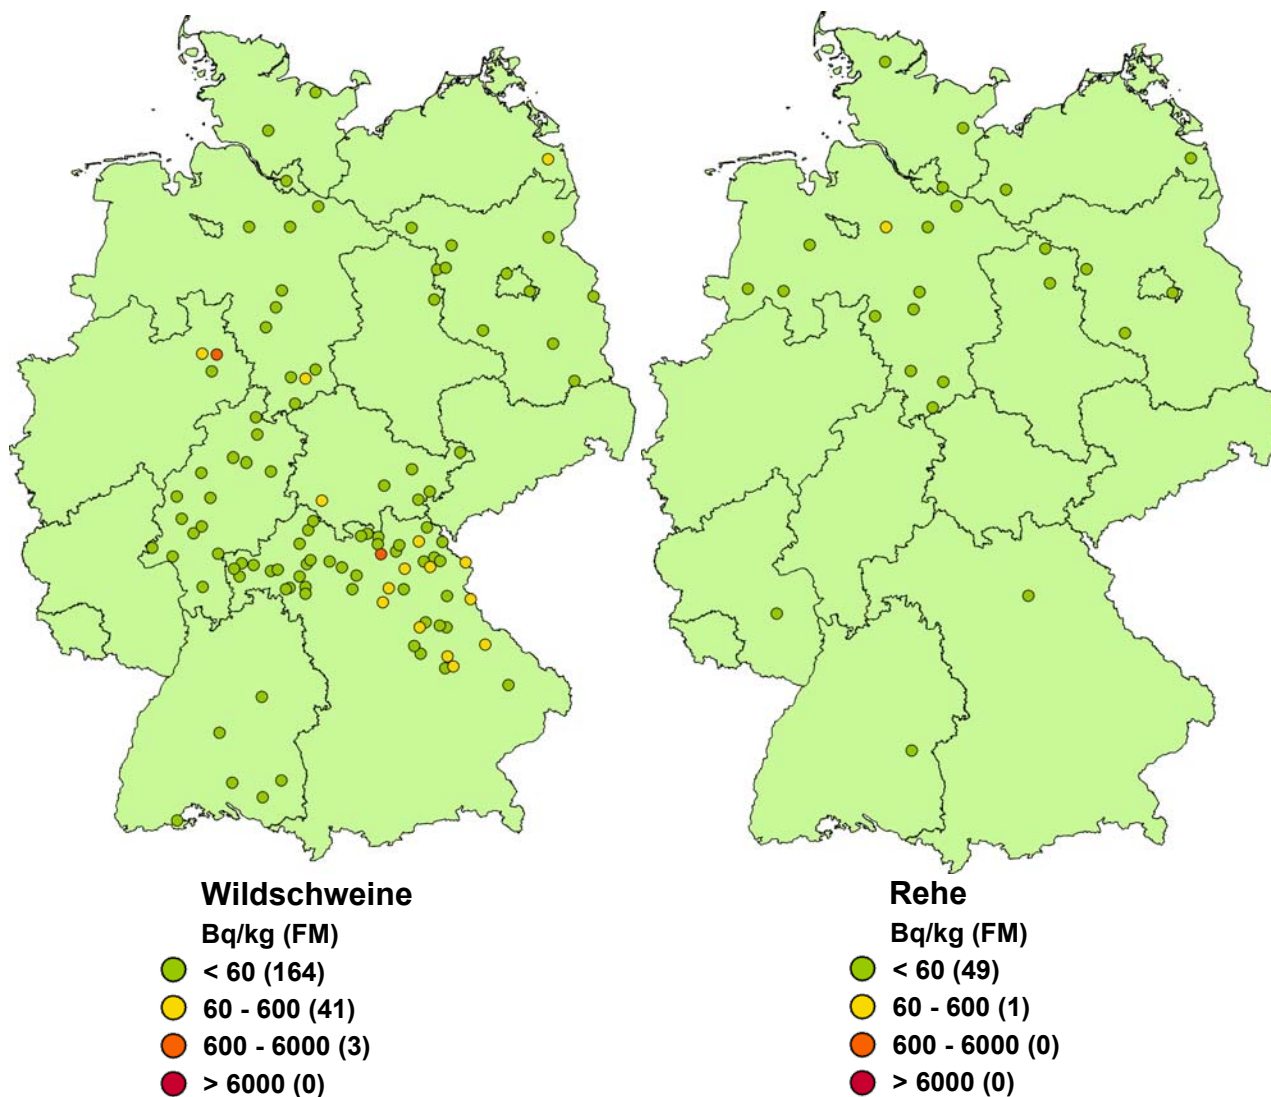 Wildschweine
Bq/kg (FM)
< 60 (164)
60 - 600 (41)
600 - 6000 (3)
> 6000 (0)
Rehe
Bq/kg (FM)
< 60 (49)
60 - 600 (1)
600 - 6000 (0)
> 6000 (0)